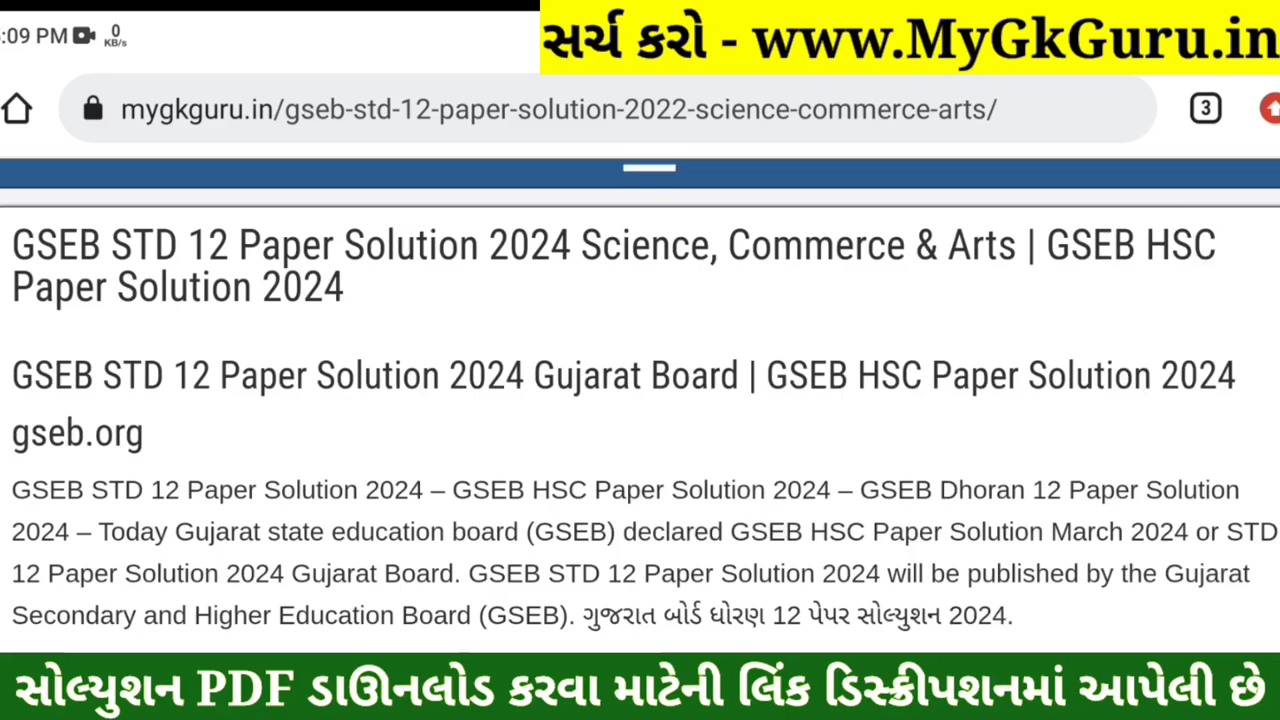 :09 PM 0 KB/s
સર્ચ કરો - www.MyGkGuru.in
mygkguru.in/gseb-std-12-paper-solution-2022-science-commerce-arts/
3
GSEB STD 12 Paper Solution 2024 Science, Commerce & Arts | GSEB HSC
Paper Solution 2024
GSEB STD 12 Paper Solution 2024 Gujarat Board | GSEB HSC Paper Solution 2024
gseb.org
GSEB STD 12 Paper Solution 2024 – GSEB HSC Paper Solution 2024 – GSEB Dhoran 12 Paper Solution
2024 – Today Gujarat state education board (GSEB) declared GSEB HSC Paper Solution March 2024 or STD
12 Paper Solution 2024 Gujarat Board. GSEB STD 12 Paper Solution 2024 will be published by the Gujarat
Secondary and Higher Education Board (GSEB). ગુજરાત બોર્ડ ધોરણ 12 પેપર સોલ્યુશન 2024.
સોલ્યુશન PDF ડાઊનલોડ કરવા માટેની લિંક ડિસ્ક્રીપશનમાં આપેલી છે